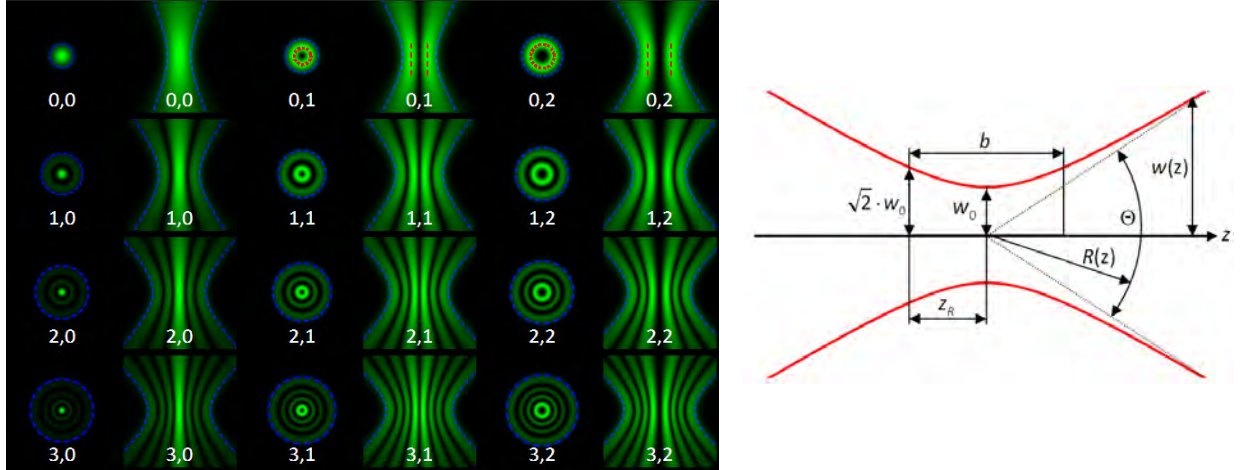 0,0 0,0 0,1 0,1 0,2 0,2
1,0 1,0 1,1 1,1 1,2 1,2
2,0 2,0 2,1 2,1 2,2 2,2
3,0 3,0 3,1 3,1 3,2 3,2
b
w(z)
√2 · w₀
w₀
Θ
z
R(z)
z_R